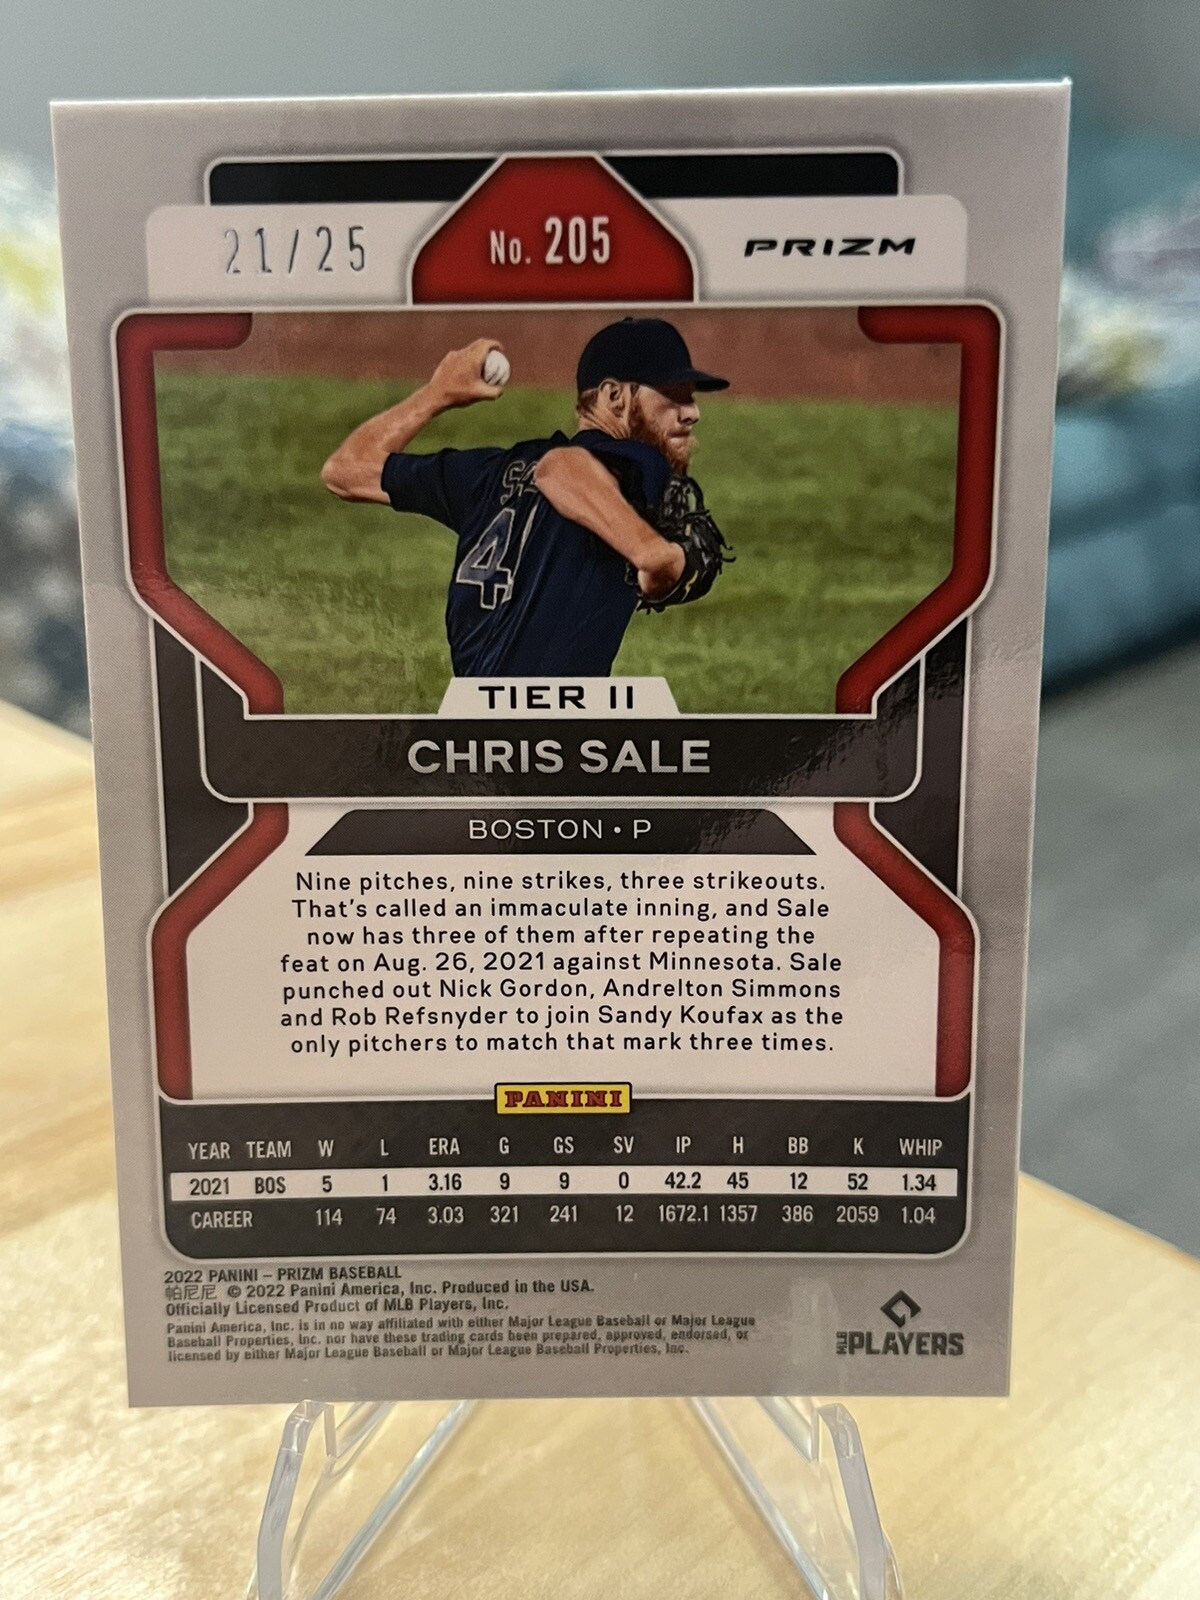 21/25
No. 205
PRIZM
4
TIER II
CHRIS SALE
BOSTON • P
Nine pitches, nine strikes, three strikeouts.
That's called an immaculate inning, and Sale
now has three of them after repeating the
feat on Aug. 26, 2021 against Minnesota. Sale
punched out Nick Gordon, Andrelton Simmons
and Rob Refsnyder to join Sandy Koufax as the
only pitchers to match that mark three times.
PANINI
YEAR TEAM W L ERA G GS SV IP H BB K WHIP
2021 BOS 5 1 3.16 9 9 0 42.2 45 12 52 1.34
CAREER 114 74 3.03 321 241 12 1672.1 1357 386 2059 1.04
2022 PANINI – PRIZM BASEBALL
帕尼尼 © 2022 Panini America, Inc. Produced in the USA.
Officially Licensed Product of MLB Players, Inc.
Panini America, Inc. is in no way affiliated with either Major League Baseball or Major League
Baseball Properties, Inc. nor have these trading cards been prepared, approved, endorsed, or
licensed by either Major League Baseball or Major League Baseball Properties, Inc.
MLB PLAYERS